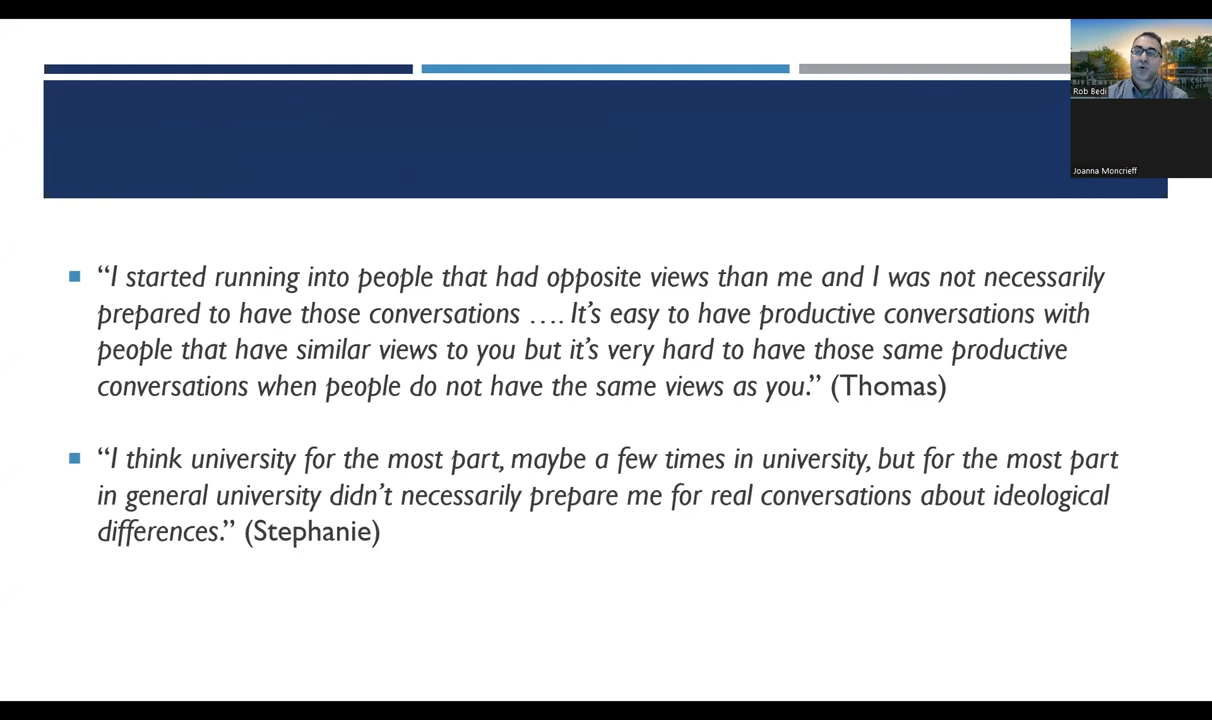 Rob Bedi
Joanna Moncrieff
“I started running into people that had opposite views than me and I was not necessarily
prepared to have those conversations …. It’s easy to have productive conversations with
people that have similar views to you but it’s very hard to have those same productive
conversations when people do not have the same views as you.” (Thomas)
“I think university for the most part, maybe a few times in university, but for the most part
in general university didn’t necessarily prepare me for real conversations about ideological
differences.” (Stephanie)